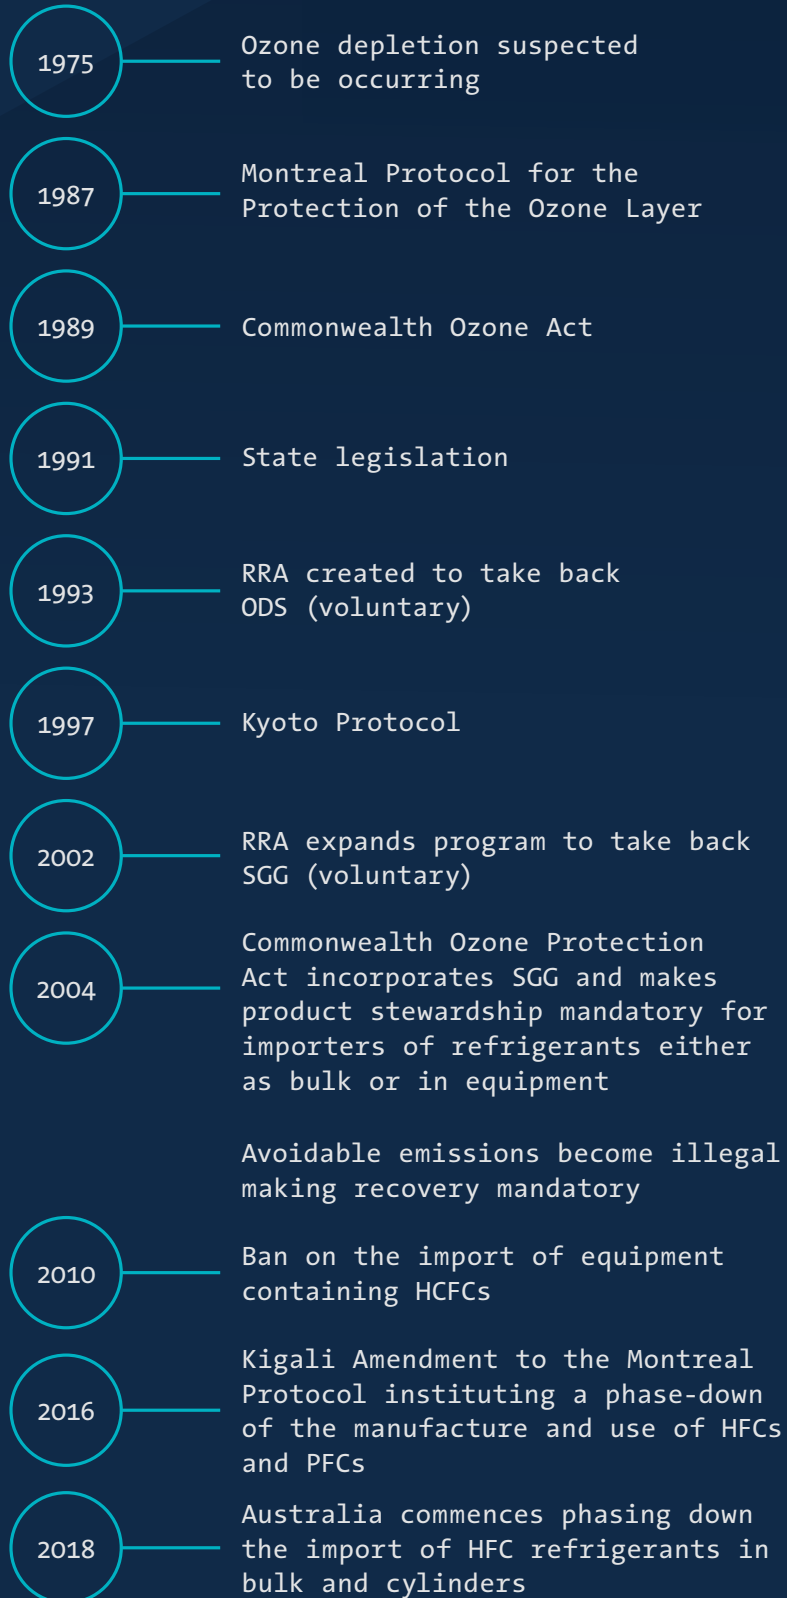 1975
Ozone depletion suspected
to be occurring
1987
Montreal Protocol for the
Protection of the Ozone Layer
1989
Commonwealth Ozone Act
1991
State legislation
1993
RRA created to take back
ODS (voluntary)
1997
Kyoto Protocol
2002
RRA expands program to take back
SGG (voluntary)
2004
Commonwealth Ozone Protection
Act incorporates SGG and makes
product stewardship mandatory for
importers of refrigerants either
as bulk or in equipment
Avoidable emissions become illegal
making recovery mandatory
2010
Ban on the import of equipment
containing HCFCs
2016
Kigali Amendment to the Montreal
Protocol instituting a phase-down
of the manufacture and use of HFCs
and PFCs
2018
Australia commences phasing down
the import of HFC refrigerants in
bulk and cylinders